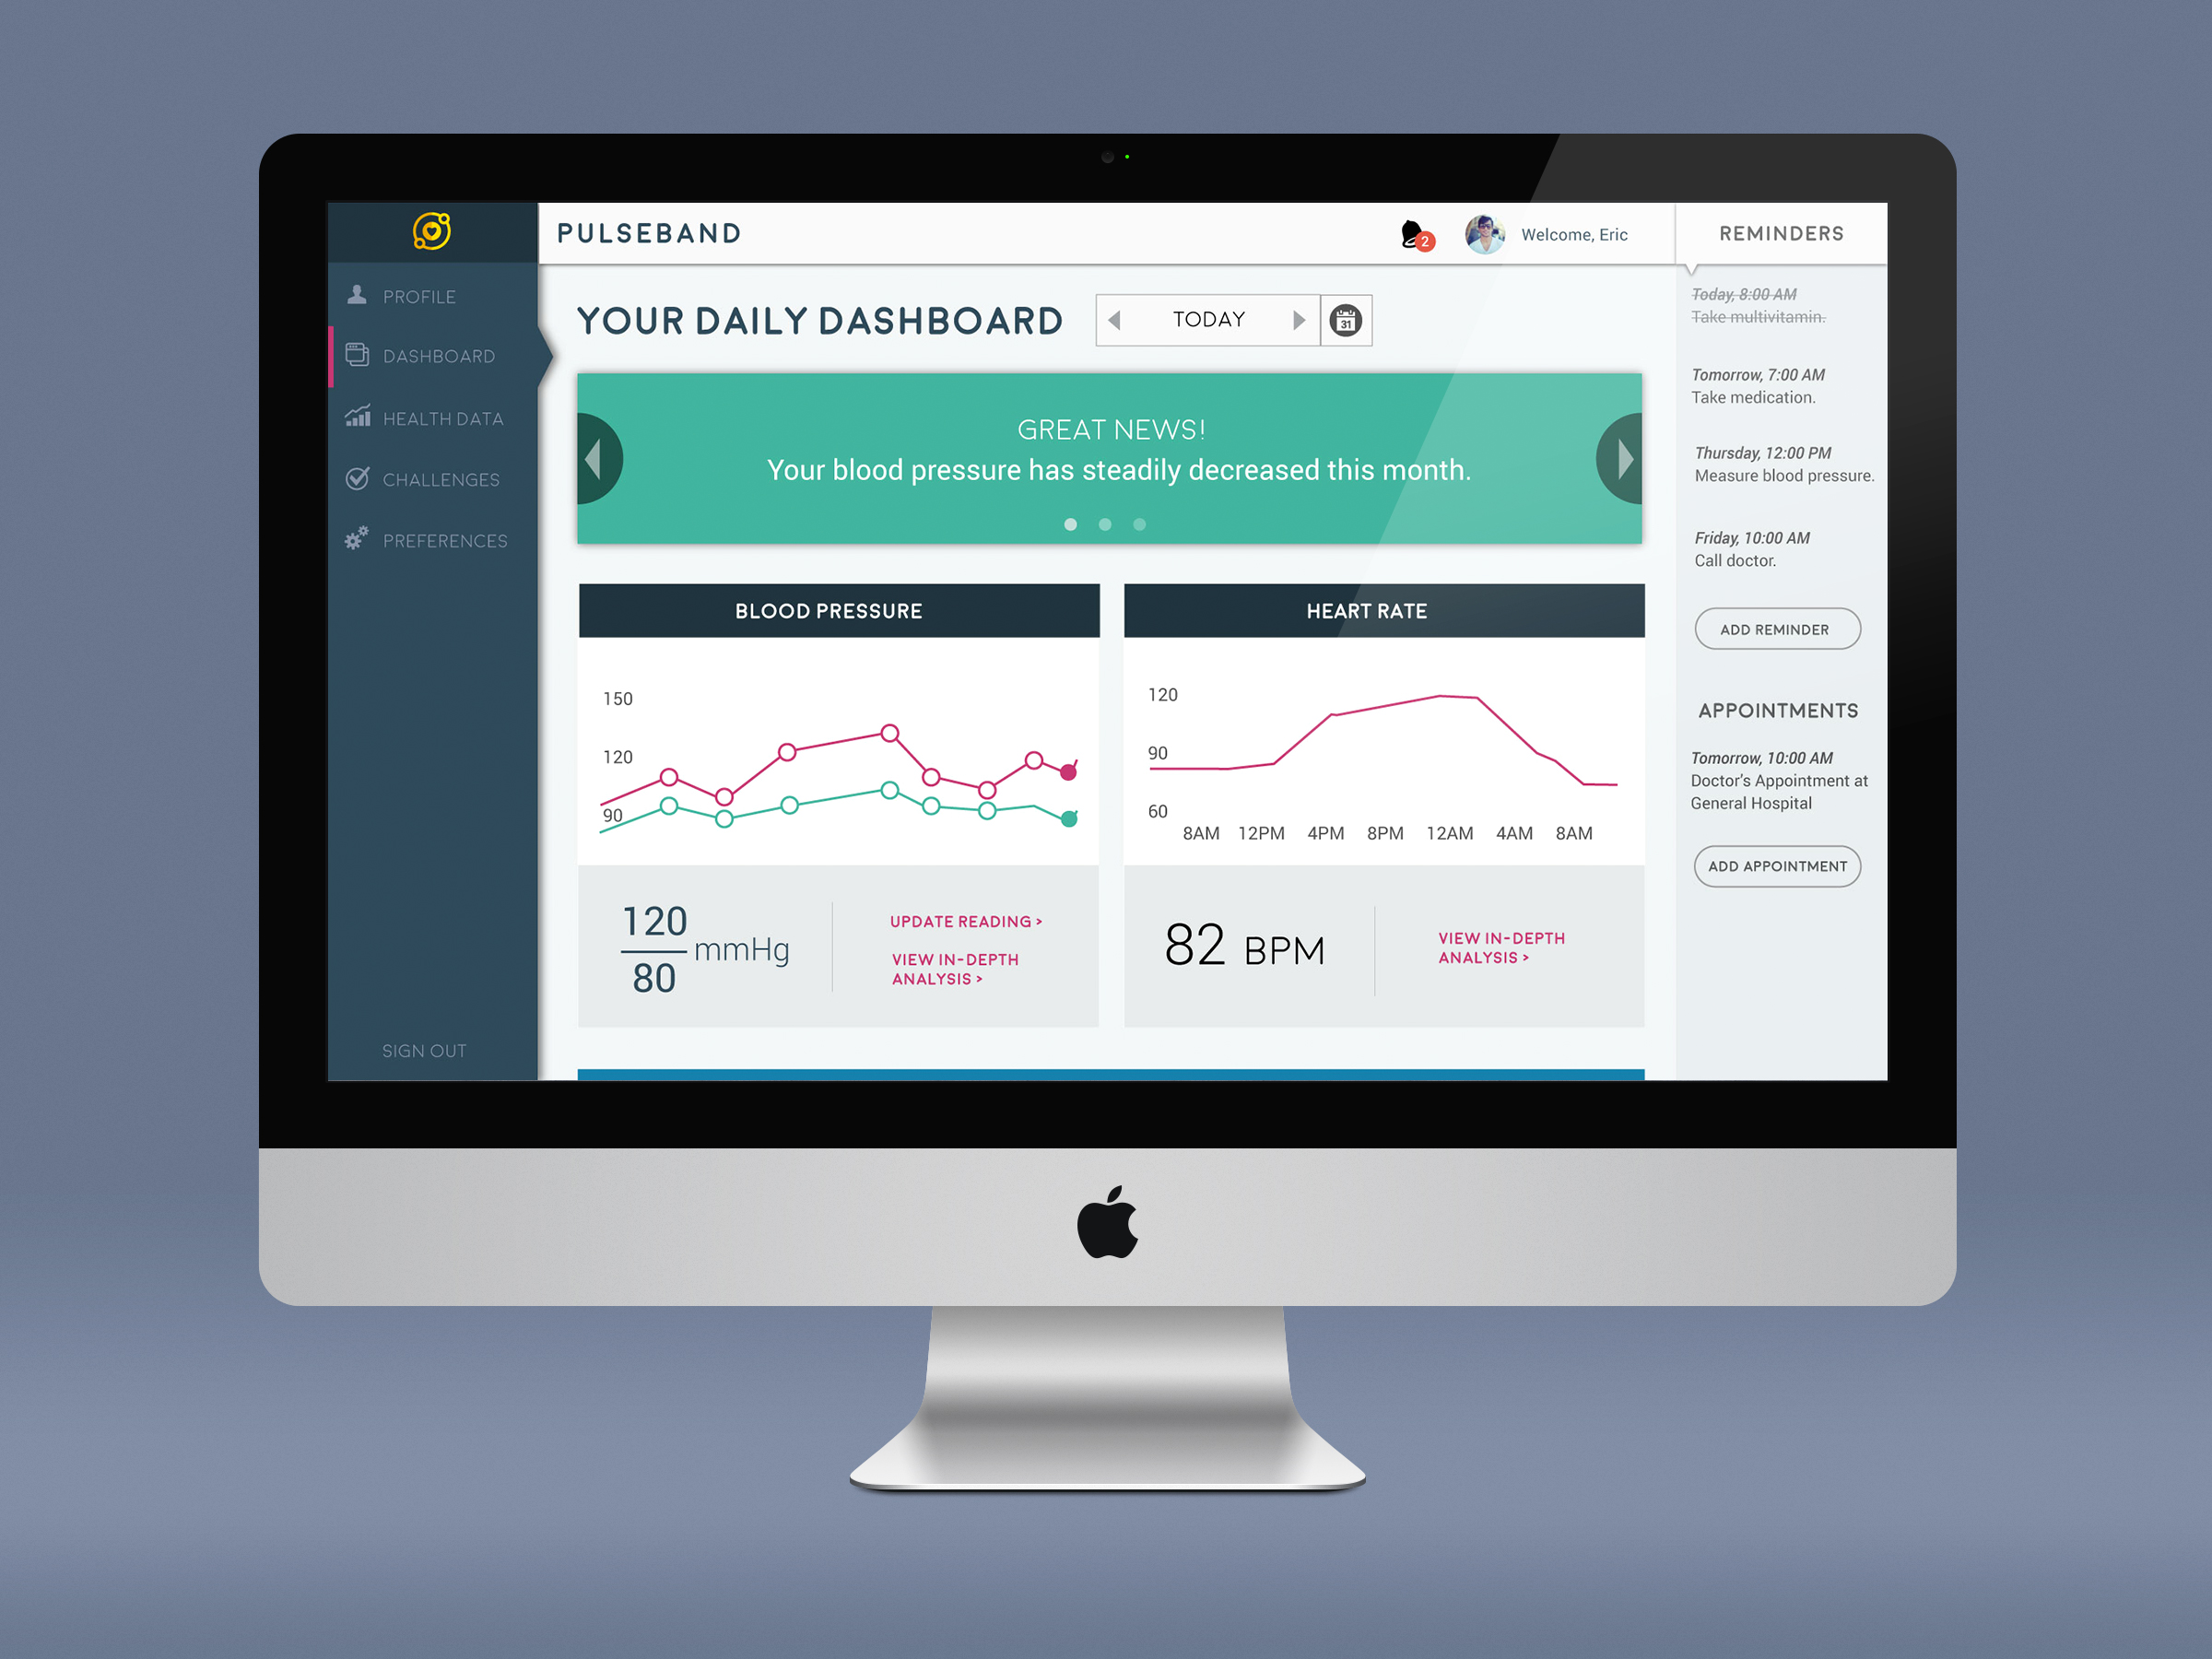 PULSEBAND
2
Welcome, Eric
REMINDERS
PROFILE
DASHBOARD
HEALTH DATA
CHALLENGES
PREFERENCES
SIGN OUT
YOUR DAILY DASHBOARD
TODAY
31
GREAT NEWS!
Your blood pressure has steadily decreased this month.
BLOOD PRESSURE
150
120
90
120
80
mmHg
UPDATE READING >
VIEW IN-DEPTH
ANALYSIS >
HEART RATE
120
90
60
8AM 12PM 4PM 8PM 12AM 4AM 8AM
82 BPM
VIEW IN-DEPTH
ANALYSIS >
Today, 8:00 AM
Take multivitamin.
Tomorrow, 7:00 AM
Take medication.
Thursday, 12:00 PM
Measure blood pressure.
Friday, 10:00 AM
Call doctor.
ADD REMINDER
APPOINTMENTS
Tomorrow, 10:00 AM
Doctor's Appointment at
General Hospital
ADD APPOINTMENT